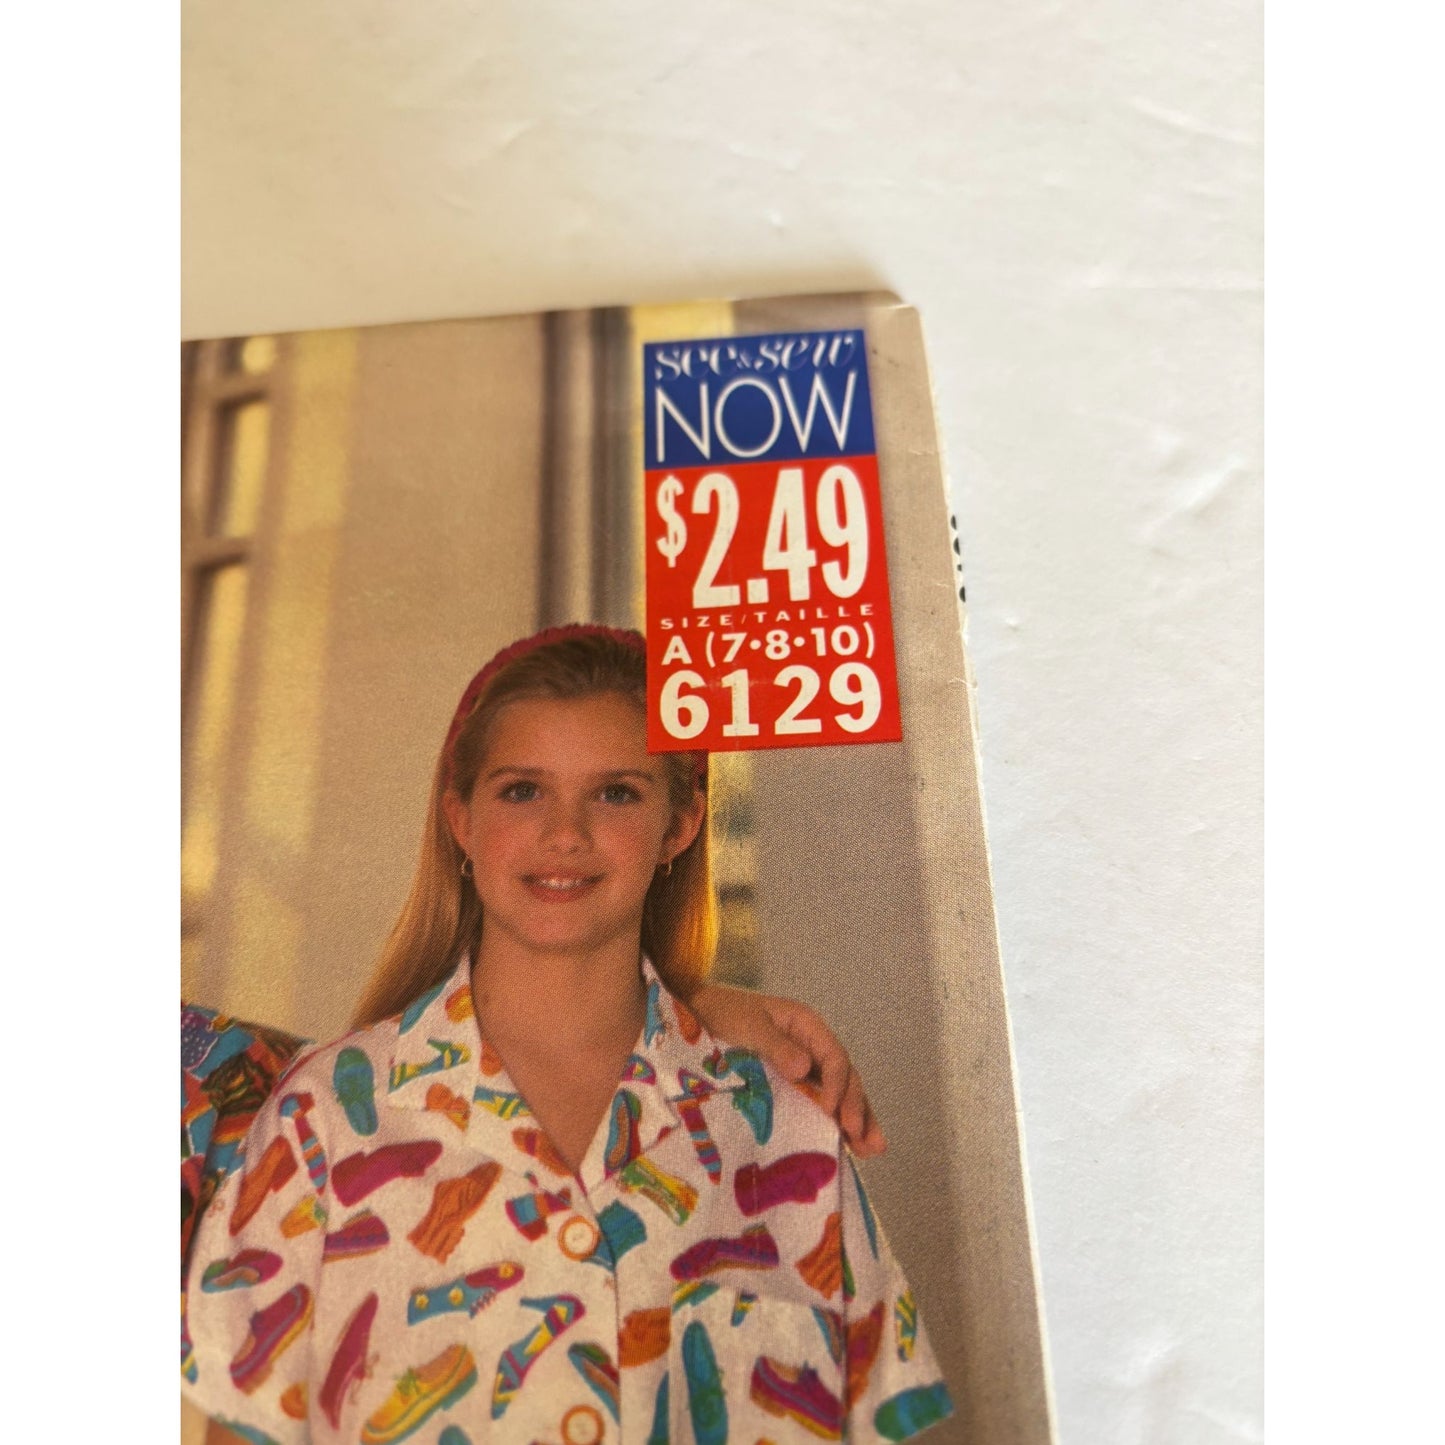 see & sew
NOW
$2.49
SIZE/TAILLE
A (7•8•10)
6129